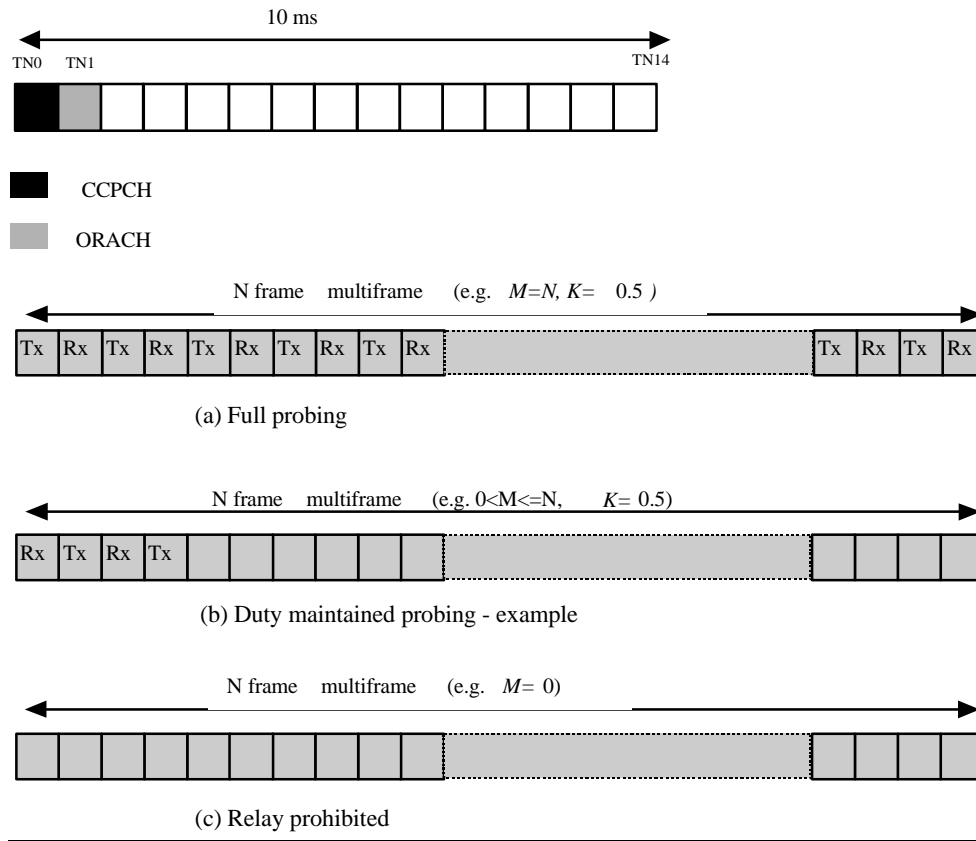 10 ms
TN0 TN1 TN14
CCPCH
ORACH
N frame multiframe (e.g. M=N, K= 0.5 )
Tx Rx Tx Rx Tx Rx Tx Rx Tx Rx Tx Rx Tx Rx
(a) Full probing
N frame multiframe (e.g. 0<M<=N, K= 0.5)
Rx Tx Rx Tx
(b) Duty maintained probing - example
N frame multiframe (e.g. M= 0)
(c) Relay prohibited